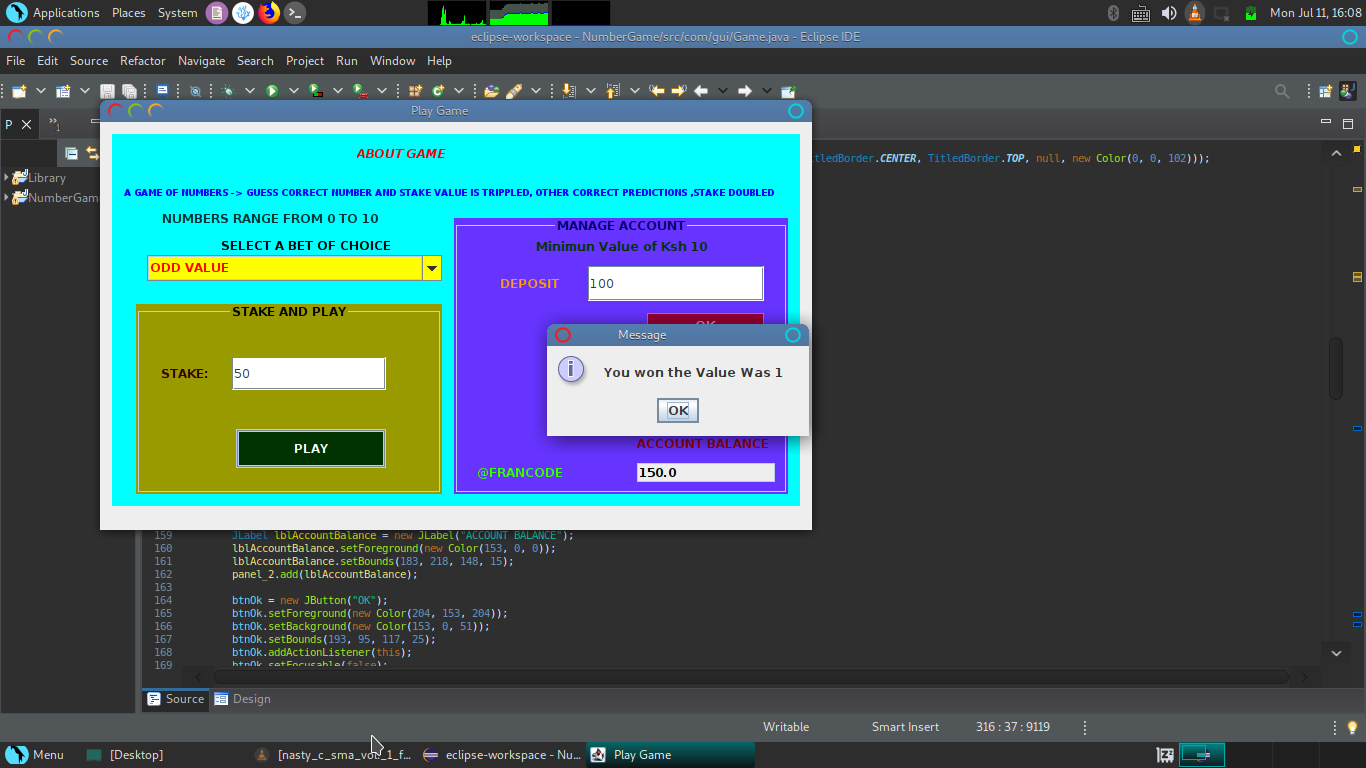 Applications Places System Mon Jul 11, 16:08
eclipse-workspace - NumberGame/src/com/gui/Game.java - Eclipse IDE
File Edit Source Refactor Navigate Search Project Run Window Help
Play Game
P
»1
Library
NumberGam
itledBorder.CENTER, TitledBorder.TOP, null, new Color(0, 0, 102)));
ABOUT GAME
A GAME OF NUMBERS -> GUESS CORRECT NUMBER AND STAKE VALUE IS TRIPPLED, OTHER CORRECT PREDICTIONS ,STAKE DOUBLED
NUMBERS RANGE FROM 0 TO 10
SELECT A BET OF CHOICE
ODD VALUE
STAKE AND PLAY
STAKE: 50
PLAY
MANAGE ACCOUNT
Minimun Value of Ksh 10
DEPOSIT 100
OK
Message
You won the Value Was 1
OK
ACCOUNT BALANCE
@FRANCODE 150.0
159 JLabel lblAccountBalance = new JLabel("ACCOUNT BALANCE");
160 lblAccountBalance.setForeground(new Color(153, 0, 0));
161 lblAccountBalance.setBounds(183, 218, 148, 15);
162 panel_2.add(lblAccountBalance);
163
164 btnOk = new JButton("OK");
165 btnOk.setForeground(new Color(204, 153, 204));
166 btnOk.setBackground(new Color(153, 0, 51));
167 btnOk.setBounds(193, 95, 117, 25);
168 btnOk.addActionListener(this);
169 btnOk.setFocusable(false);
Source Design
Writable Smart Insert 316 : 37 : 9119
Menu [Desktop] [nasty_c_sma_vol._1_f... eclipse-workspace - Nu... Play Game